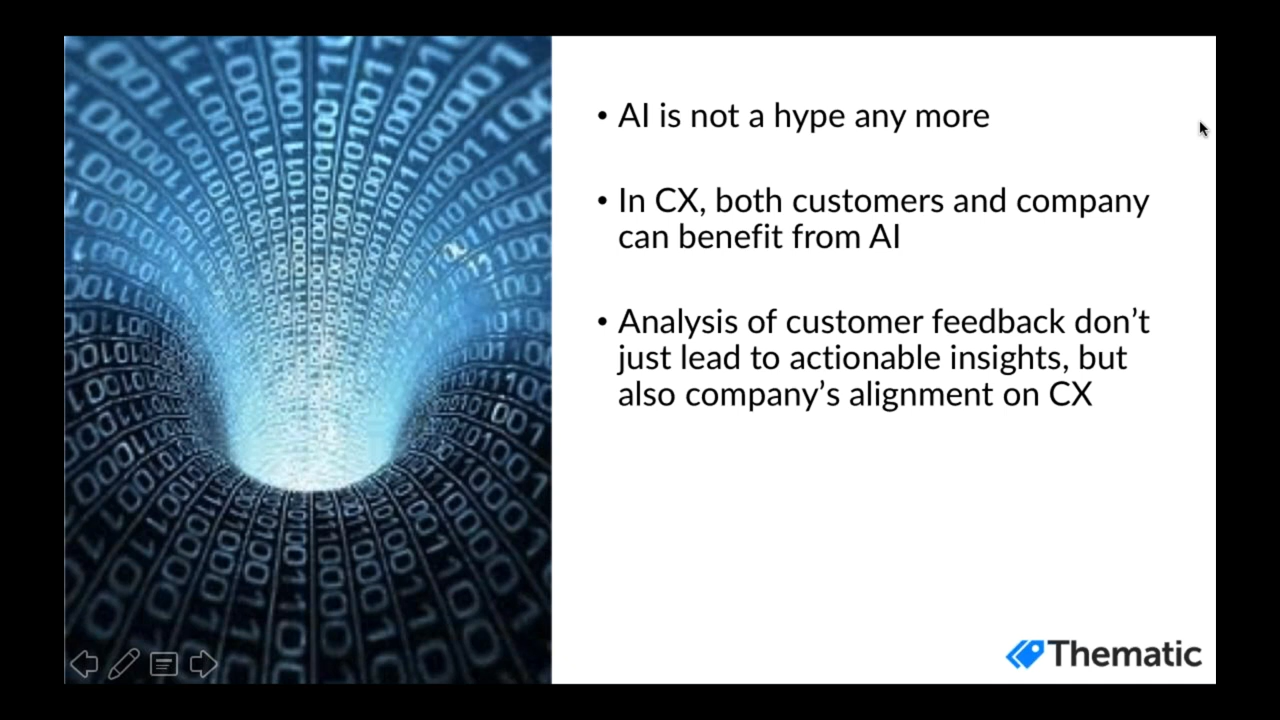 • AI is not a hype any more
• In CX, both customers and company
can benefit from AI
• Analysis of customer feedback don’t
just lead to actionable insights, but
also company’s alignment on CX
Thematic